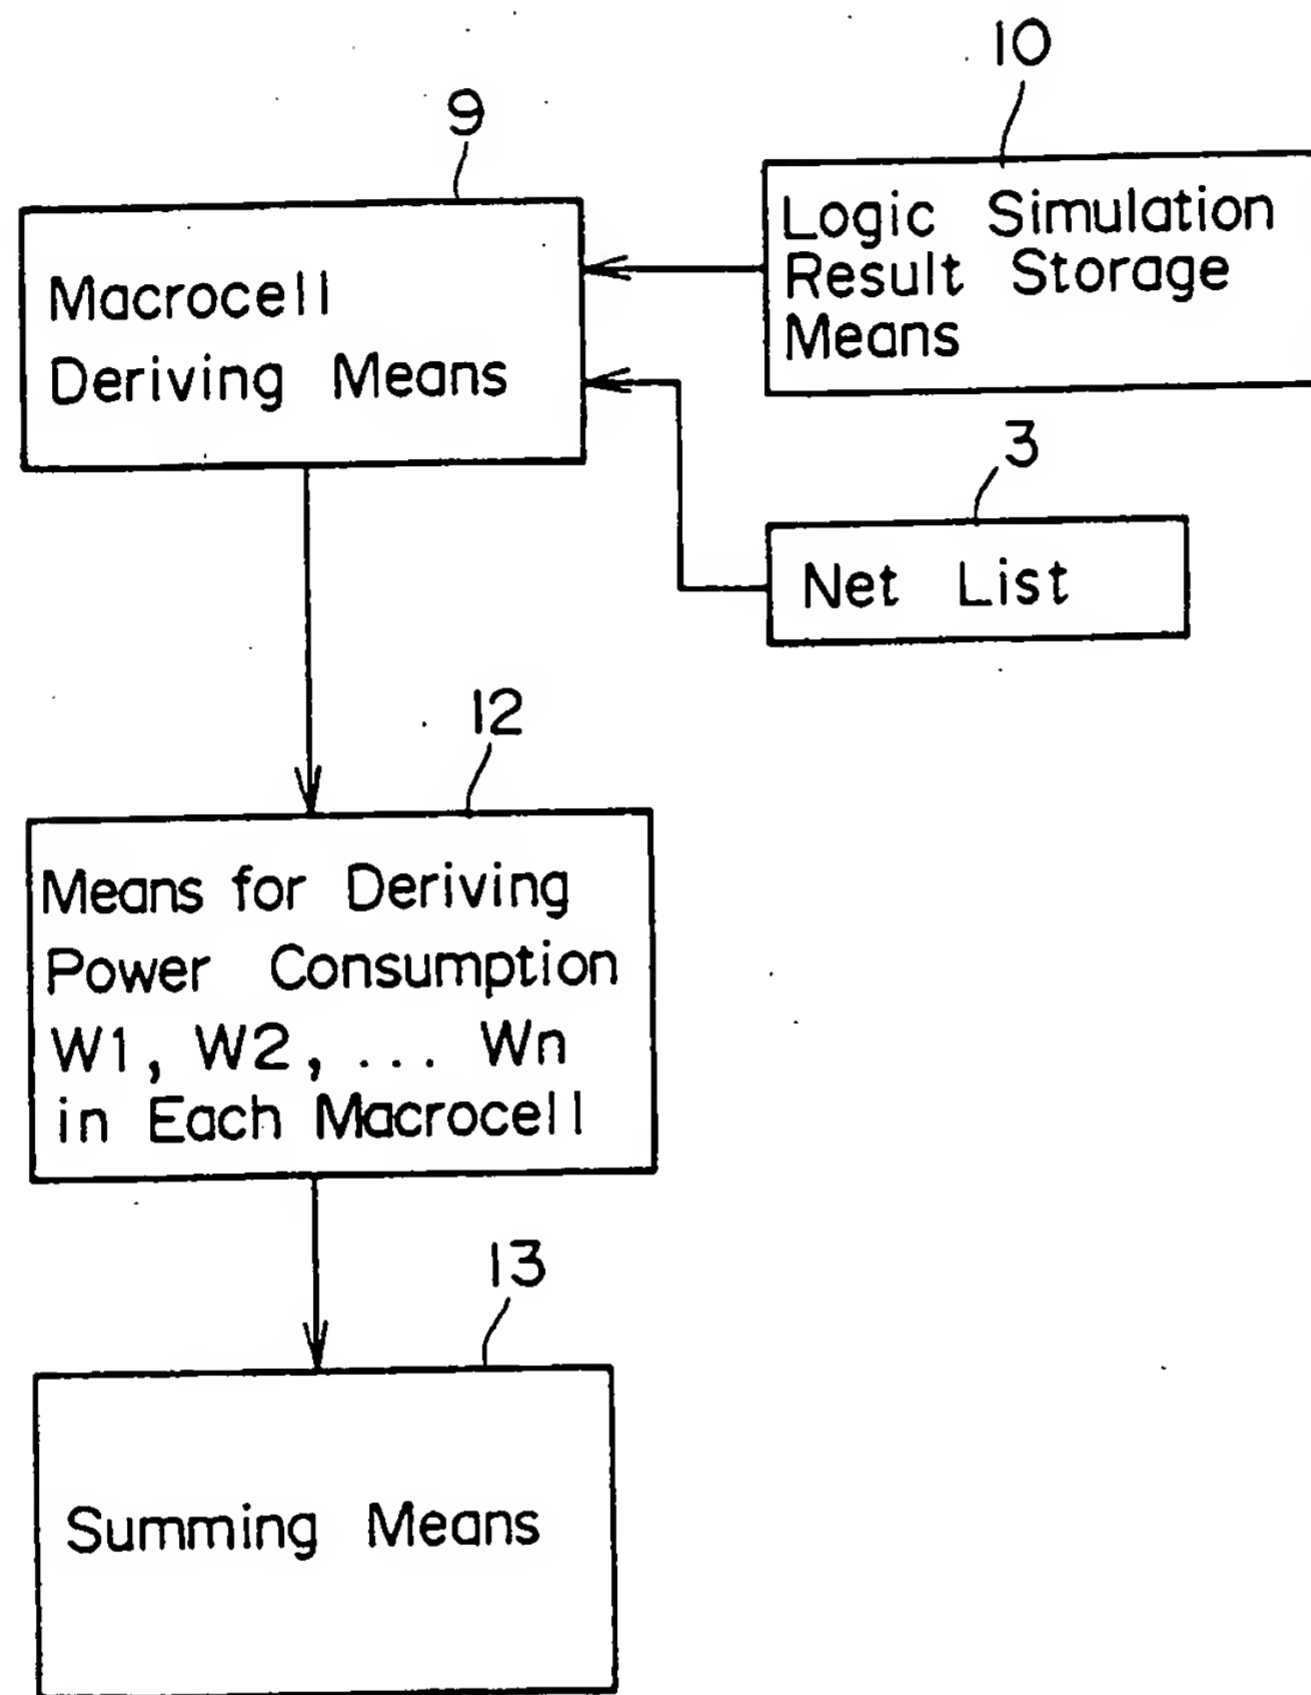 10
9
Logic Simulation
Result Storage
Means
Macrocell
Deriving Means
3
Net List
12
Means for Deriving
Power Consumption
W1, W2, ... Wn
in Each Macrocell
13
Summing Means